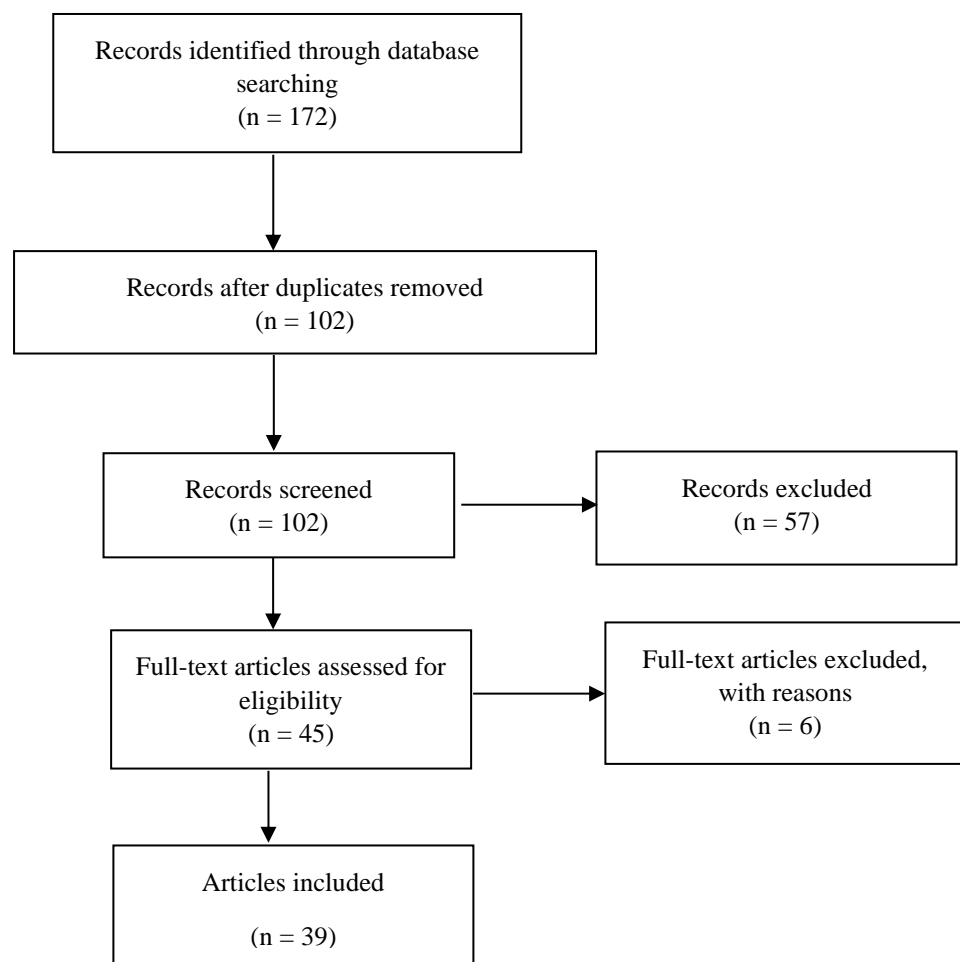 Records identified through database
searching
(n = 172)
Records after duplicates removed
(n = 102)
Records screened
(n = 102)
Records excluded
(n = 57)
Full-text articles assessed for
eligibility
(n = 45)
Full-text articles excluded,
with reasons
(n = 6)
Articles included
(n = 39)